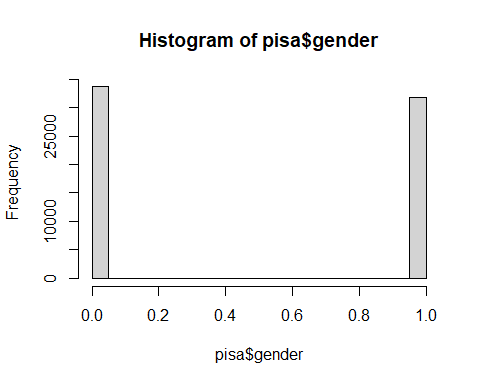 Histogram of pisa$gender
Frequency
25000
10000
0
0.0 0.2 0.4 0.6 0.8 1.0
pisa$gender